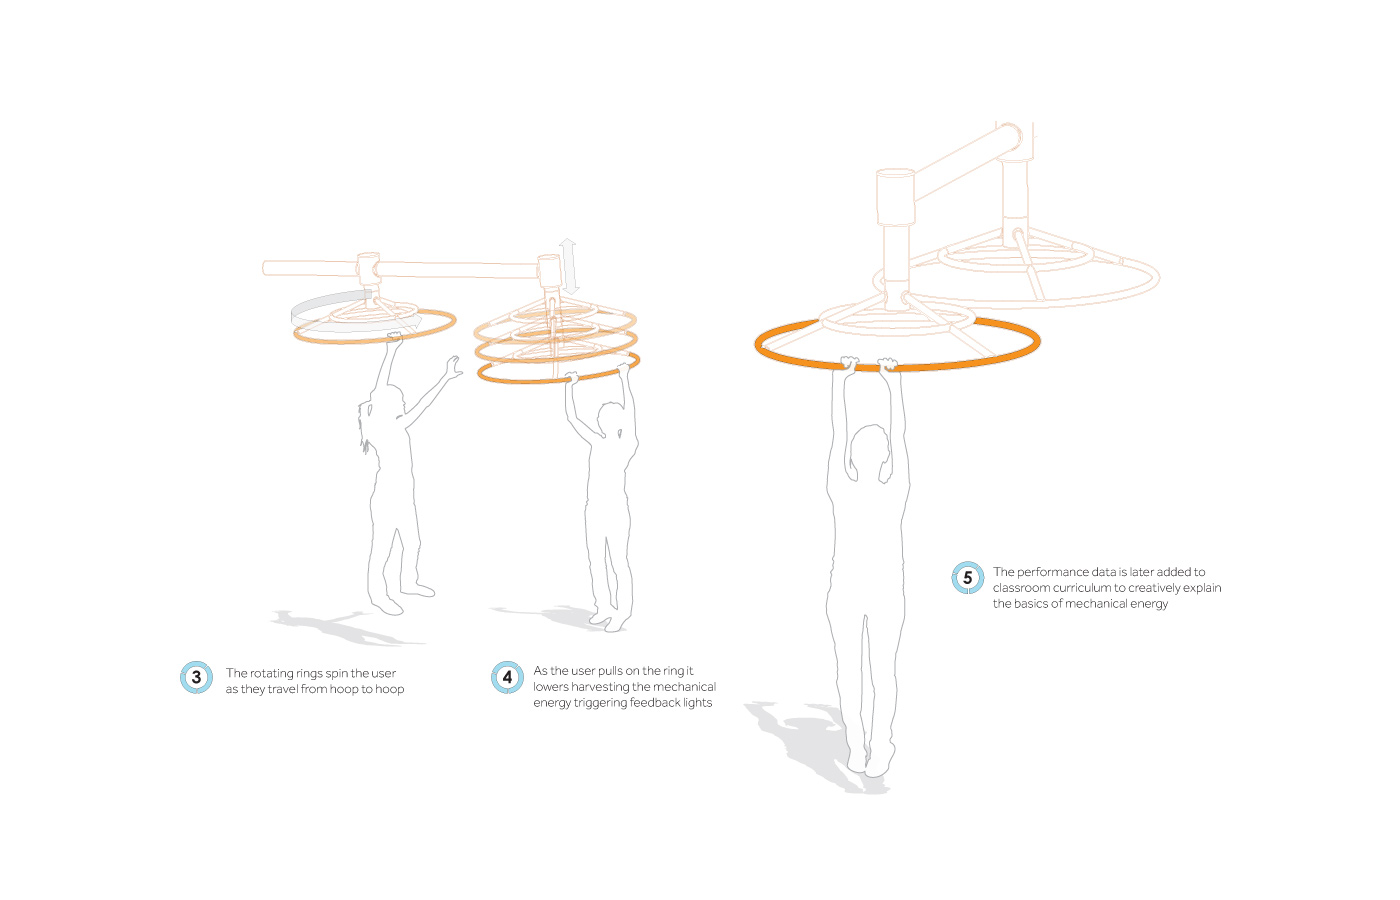 3
The rotating rings spin the user
as they travel from hoop to hoop
4
As the user pulls on the ring it
lowers harvesting the mechanical
energy triggering feedback lights
5
The performance data is later added to
classroom curriculum to creatively explain
the basics of mechanical energy